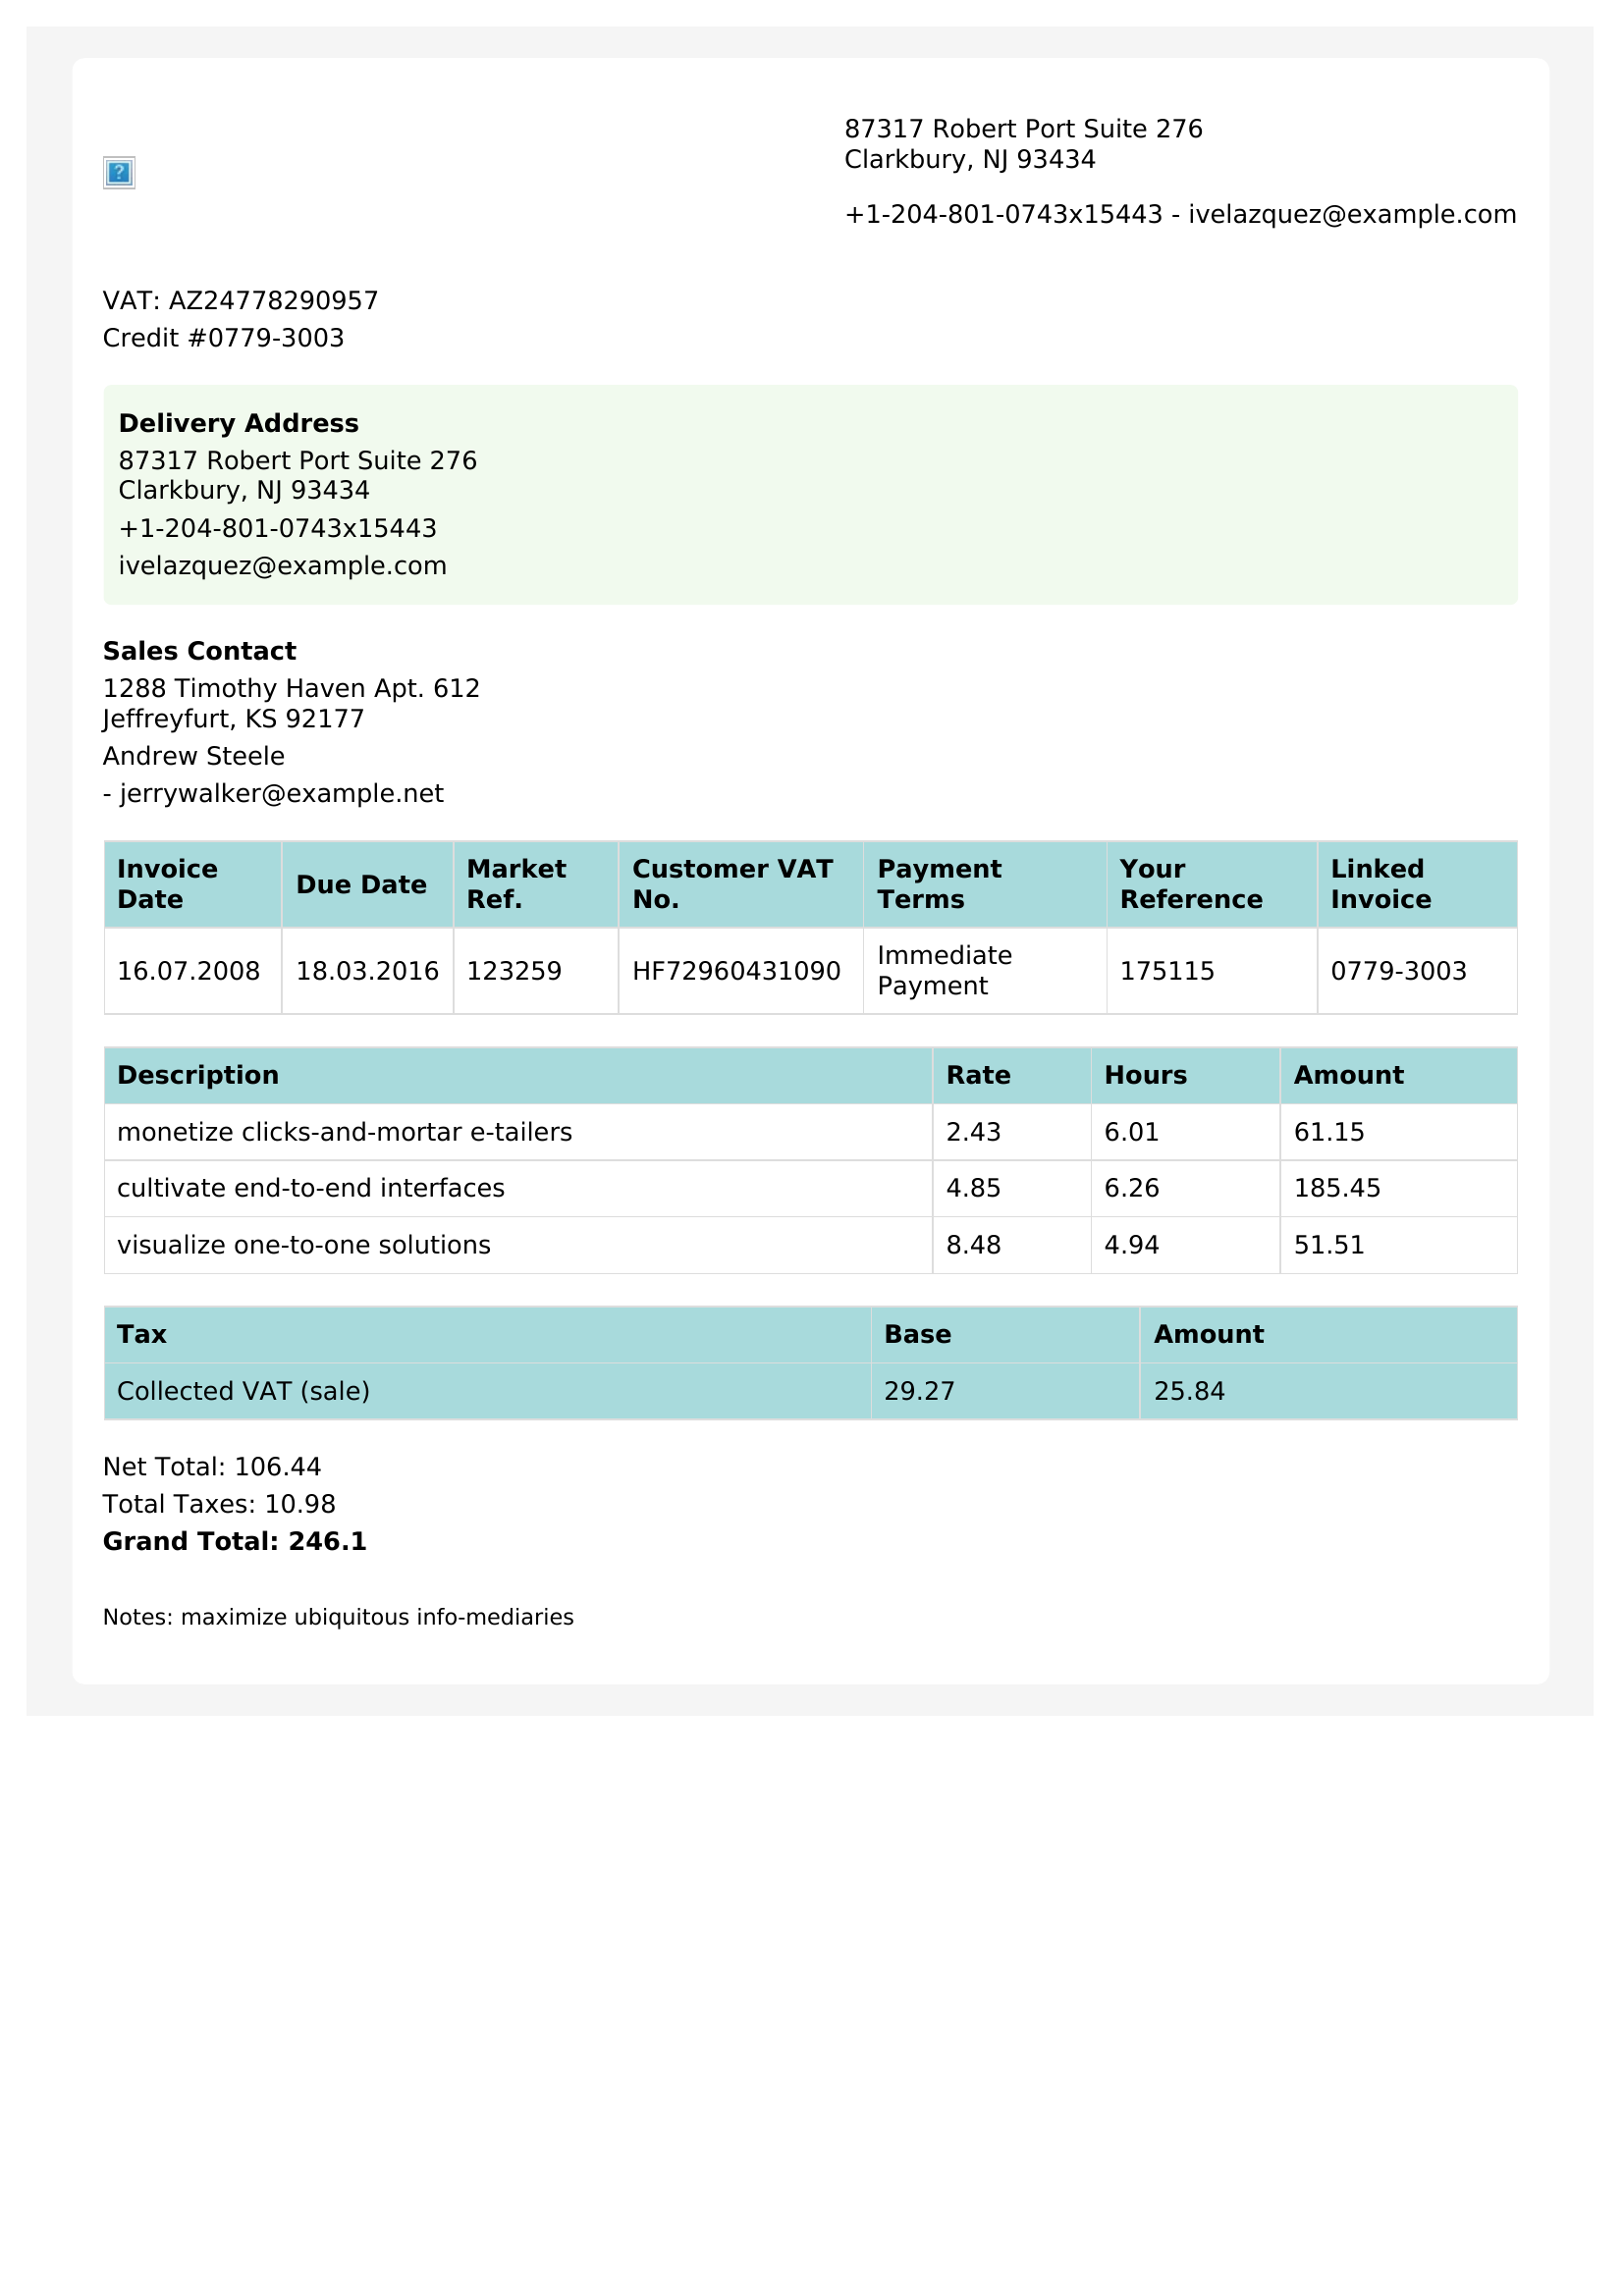 87317 Robert Port Suite 276
Clarkbury, NJ 93434
+1-204-801-0743x15443 - ivelazquez@example.com
VAT: AZ24778290957
Credit #0779-3003
Delivery Address
87317 Robert Port Suite 276
Clarkbury, NJ 93434
+1-204-801-0743x15443
ivelazquez@example.com
Sales Contact
1288 Timothy Haven Apt. 612
Jeffreyfurt, KS 92177
Andrew Steele
- jerrywalker@example.net
Invoice Date Due Date Market Ref. Customer VAT No. Payment Terms Your Reference Linked Invoice
16.07.2008 18.03.2016 123259 HF72960431090 Immediate Payment 175115 0779-3003
Description Rate Hours Amount
monetize clicks-and-mortar e-tailers 2.43 6.01 61.15
cultivate end-to-end interfaces 4.85 6.26 185.45
visualize one-to-one solutions 8.48 4.94 51.51
Tax Base Amount
Collected VAT (sale) 29.27 25.84
Net Total: 106.44
Total Taxes: 10.98
Grand Total: 246.1
Notes: maximize ubiquitous info-mediaries